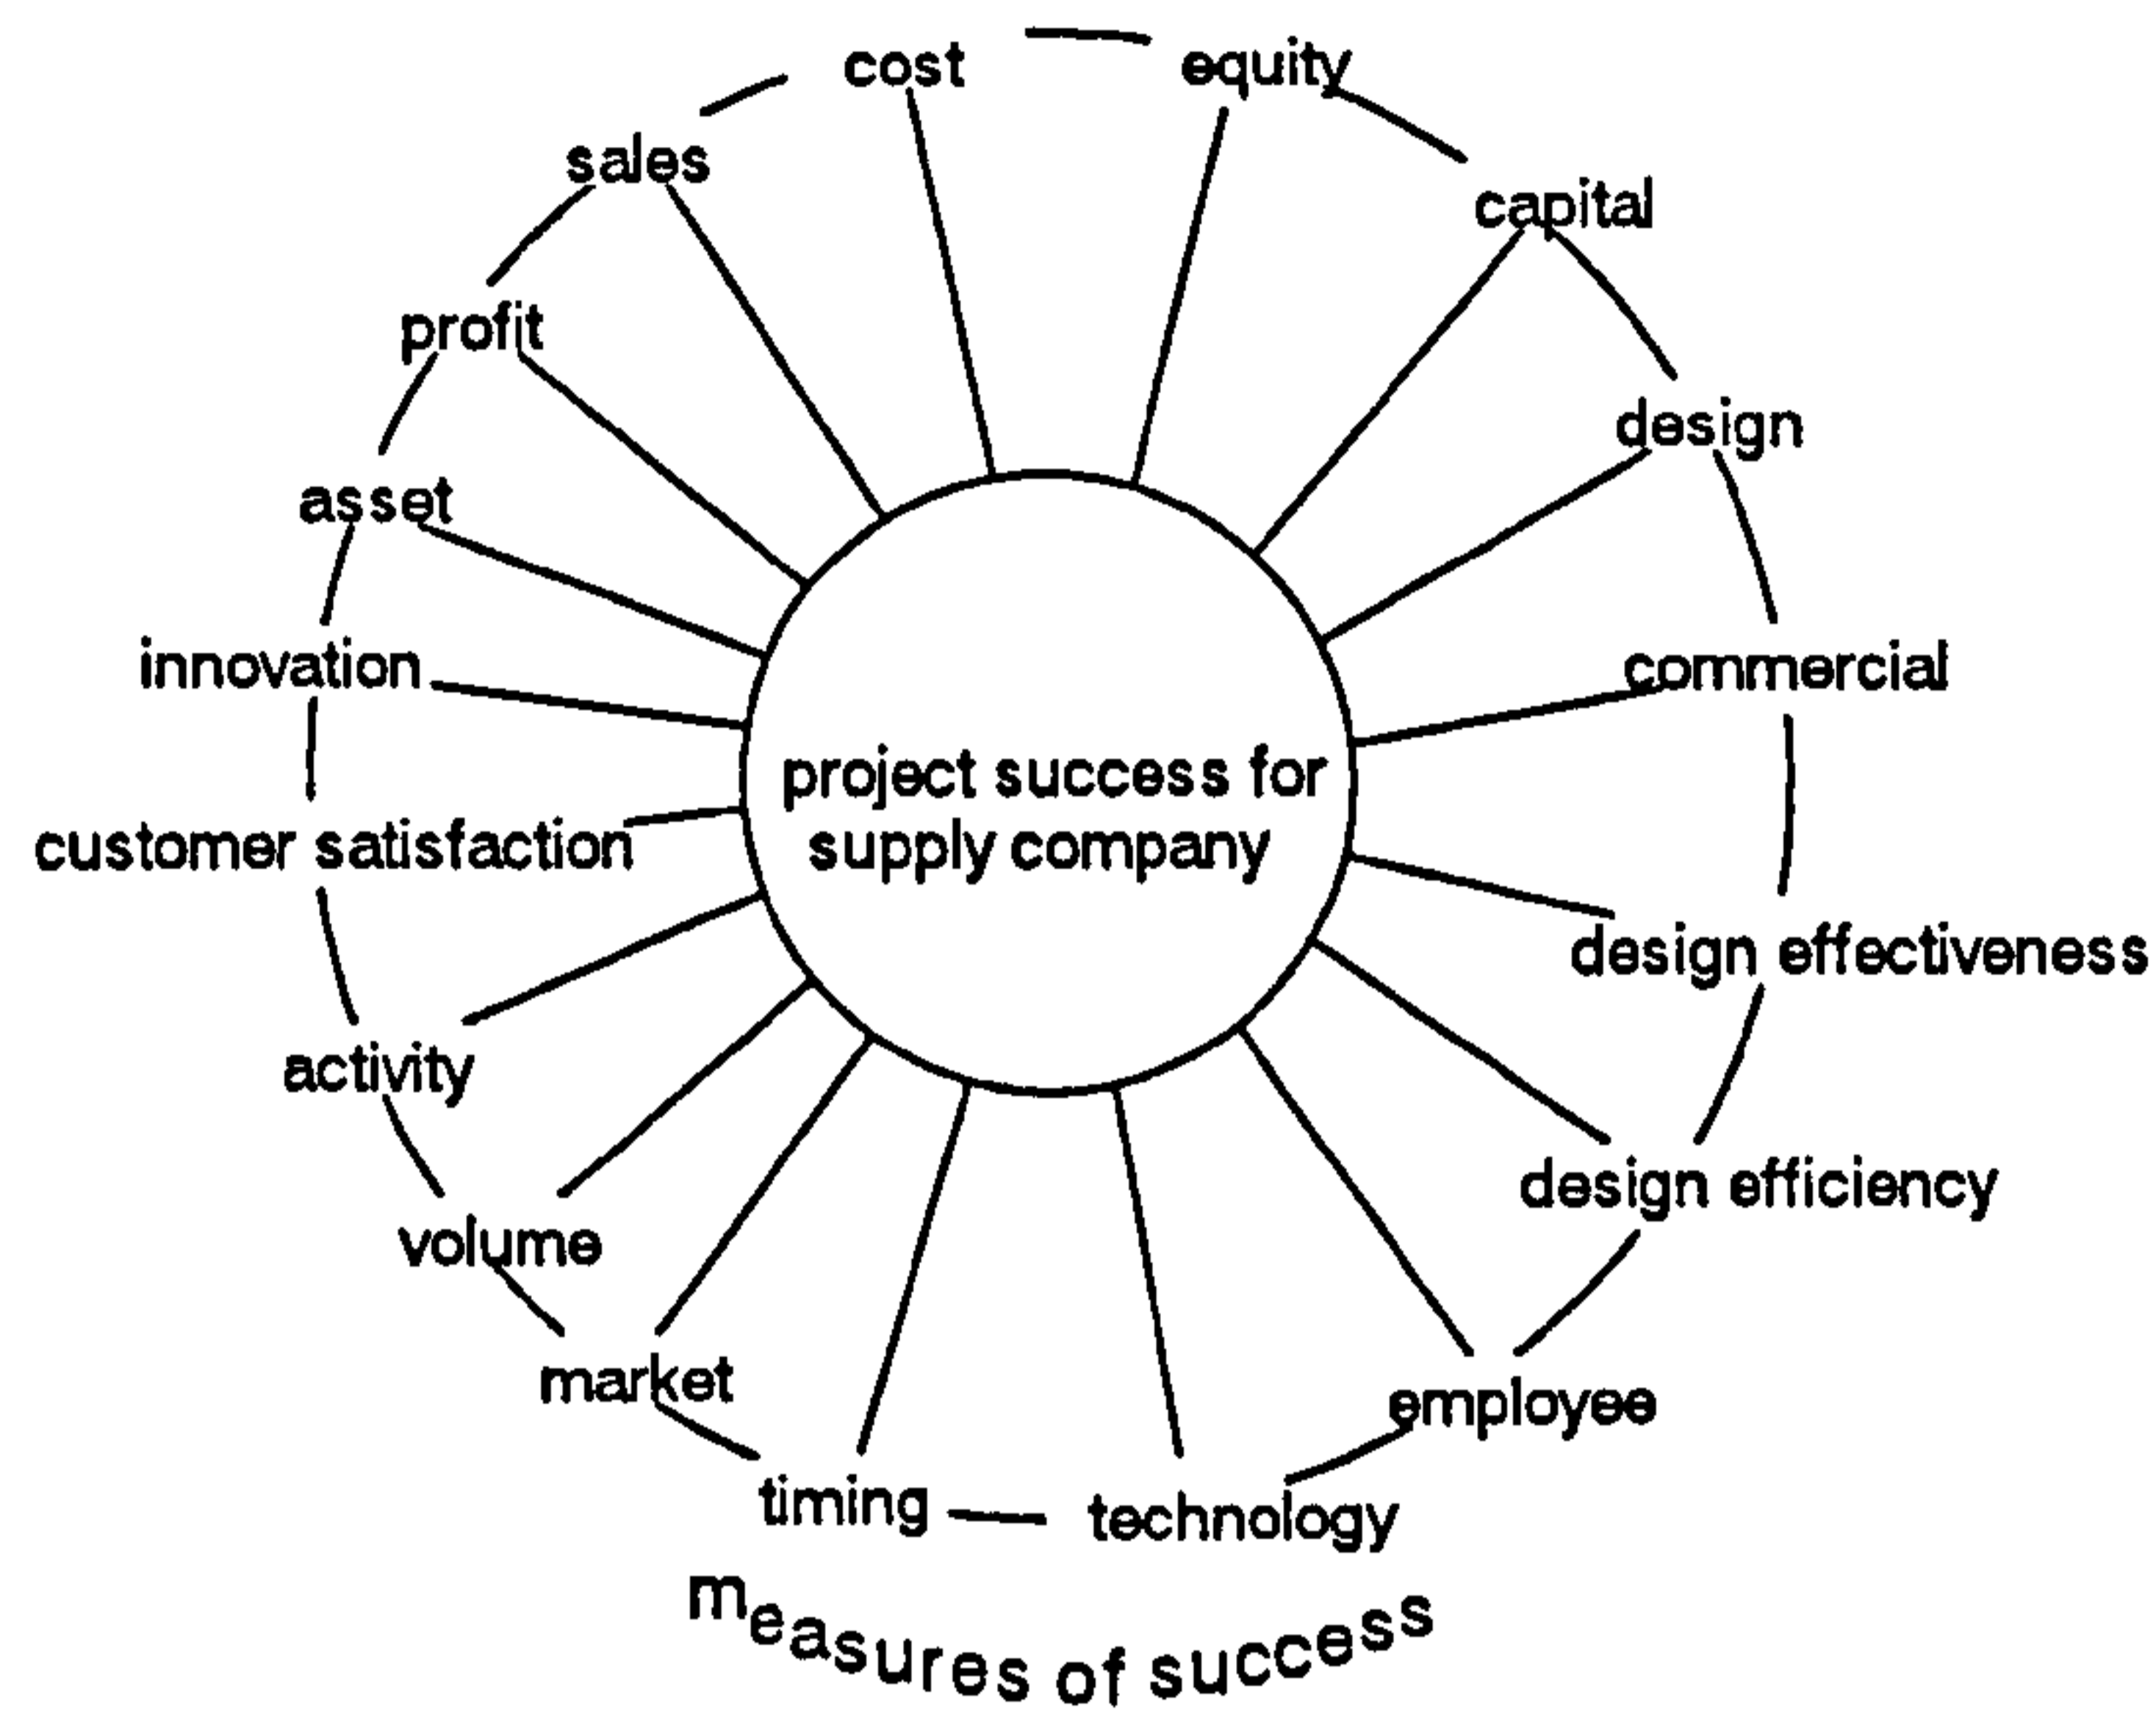 cost
equity
sales
capital
profit
design
asset
innovation
commercial
project success for
supply company
customer satisfaction
design effectiveness
activity
design efficiency
volume
market
employee
timing
technology
measures of success